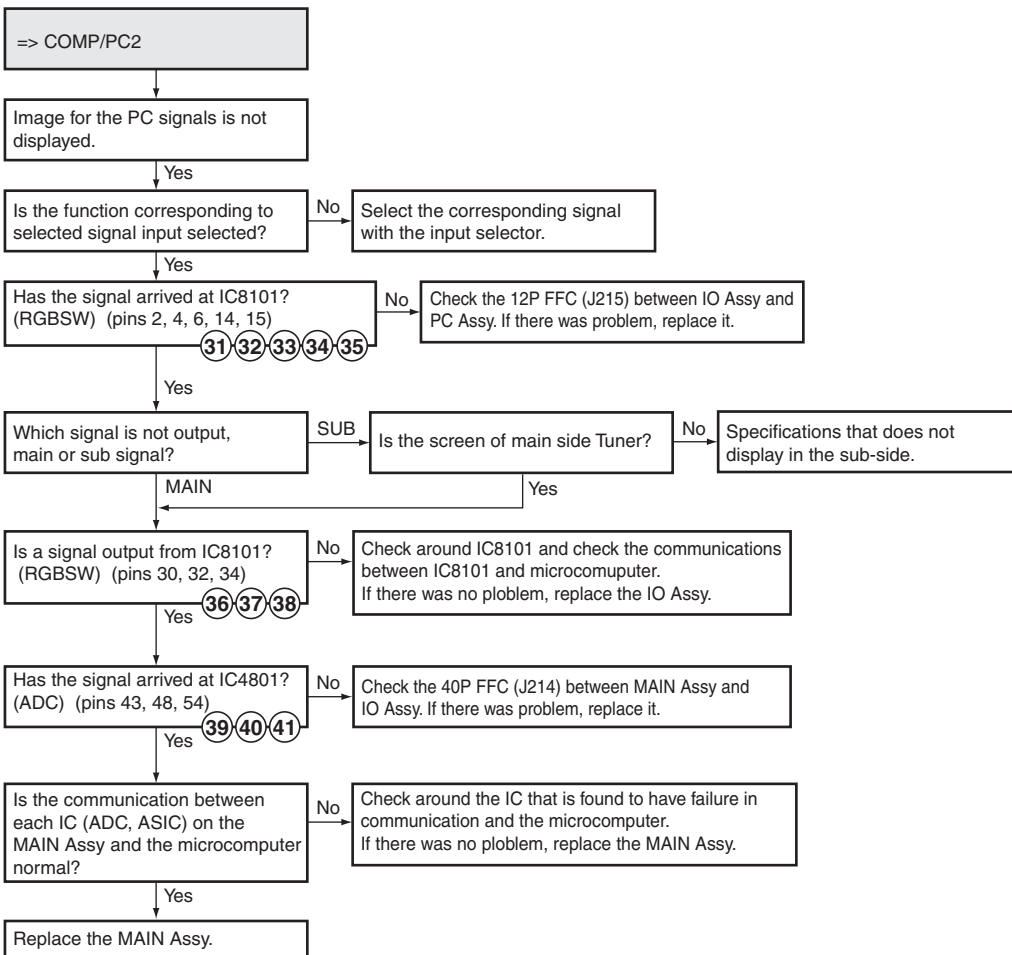 => COMP/PC2
Image for the PC signals is not
displayed.
Yes
Is the function corresponding to
selected signal input selected?
No
Select the corresponding signal
with the input selector.
Yes
Has the signal arrived at IC8101?
(RGBSW) (pins 2, 4, 6, 14, 15)
31 32 33 34 35
No
Check the 12P FFC (J215) between IO Assy and
PC Assy. If there was problem, replace it.
Yes
Which signal is not output,
main or sub signal?
SUB
Is the screen of main side Tuner?
No
Specifications that does not
display in the sub-side.
MAIN
Yes
Is a signal output from IC8101?
(RGBSW) (pins 30, 32, 34)
36 37 38
No
Check around IC8101 and check the communications
between IC8101 and microcomuputer.
If there was no ploblem, replace the IO Assy.
Yes
Has the signal arrived at IC4801?
(ADC) (pins 43, 48, 54)
39 40 41
No
Check the 40P FFC (J214) between MAIN Assy and
IO Assy. If there was problem, replace it.
Yes
Is the communication between
each IC (ADC, ASIC) on the
MAIN Assy and the microcomputer
normal?
No
Check around the IC that is found to have failure in
communication and the microcomputer.
If there was no ploblem, replace the MAIN Assy.
Yes
Replace the MAIN Assy.